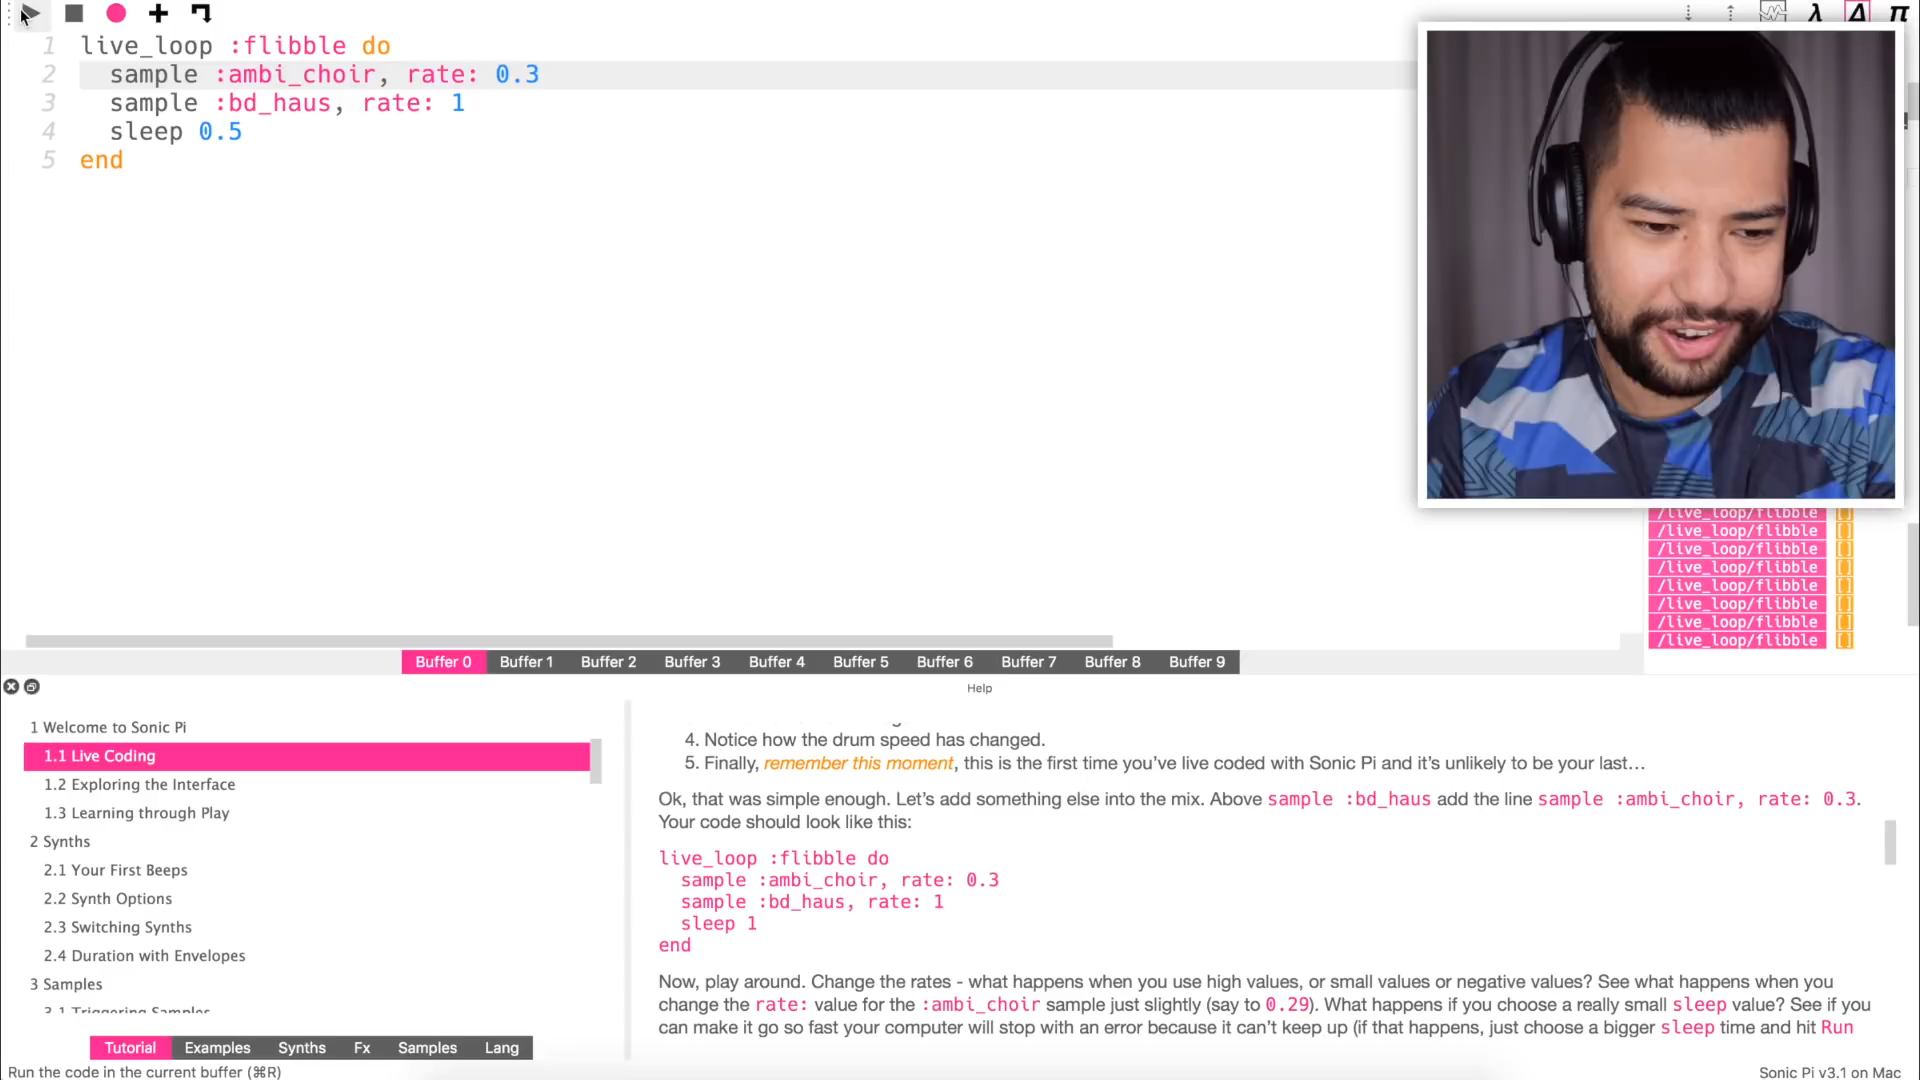 1 live_loop :flibble do
2 sample :ambi_choir, rate: 0.3
3 sample :bd_haus, rate: 1
4 sleep 0.5
5 end
/live_loop/flibble []
/live_loop/flibble []
/live_loop/flibble []
/live_loop/flibble []
/live_loop/flibble []
/live_loop/flibble []
/live_loop/flibble []
/live_loop/flibble []
Buffer 0 Buffer 1 Buffer 2 Buffer 3 Buffer 4 Buffer 5 Buffer 6 Buffer 7 Buffer 8 Buffer 9
Help
1 Welcome to Sonic Pi
1.1 Live Coding
1.2 Exploring the Interface
1.3 Learning through Play
2 Synths
2.1 Your First Beeps
2.2 Synth Options
2.3 Switching Synths
2.4 Duration with Envelopes
3 Samples
3.1 Triggering Samples
Tutorial Examples Synths Fx Samples Lang
4. Notice how the drum speed has changed.
5. Finally, remember this moment, this is the first time you've live coded with Sonic Pi and it's unlikely to be your last…
Ok, that was simple enough. Let's add something else into the mix. Above sample :bd_haus add the line sample :ambi_choir, rate: 0.3.
Your code should look like this:
live_loop :flibble do
sample :ambi_choir, rate: 0.3
sample :bd_haus, rate: 1
sleep 1
end
Now, play around. Change the rates - what happens when you use high values, or small values or negative values? See what happens when you
change the rate: value for the :ambi_choir sample just slightly (say to 0.29). What happens if you choose a really small sleep value? See if you
can make it go so fast your computer will stop with an error because it can't keep up (if that happens, just choose a bigger sleep time and hit Run
Run the code in the current buffer (⌘R)
Sonic Pi v3.1 on Mac